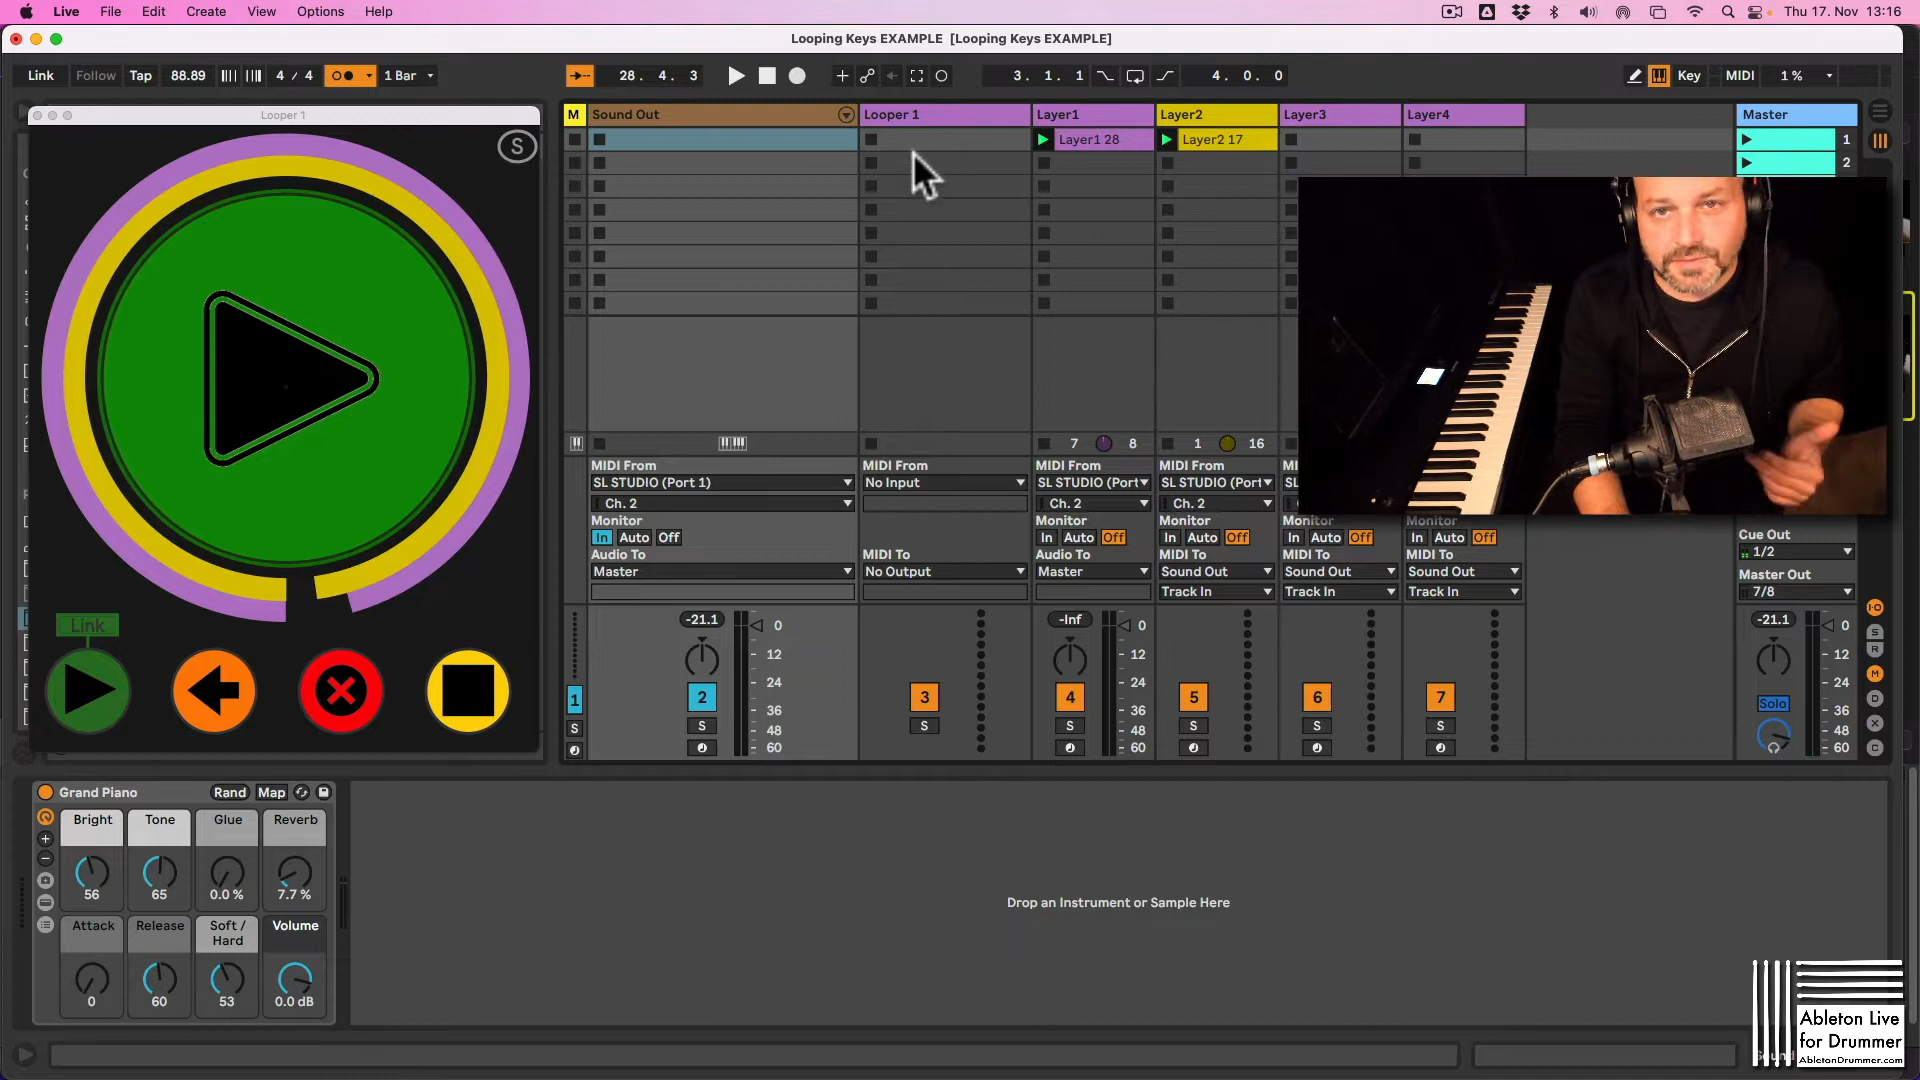 Live File Edit Create View Options Help
Thu 17. Nov 13:16
Looping Keys EXAMPLE [Looping Keys EXAMPLE]
Link Follow Tap 88.89 4 / 4 1 Bar
28. 4. 3
3. 1. 1
4. 0. 0
Key MIDI 1 %
Looper 1
S
Link
M Sound Out Looper 1 Layer1 Layer2 Layer3 Layer4 Master
Layer1 28 Layer2 17 1
2
7 8 1 16
MIDI From MIDI From MIDI From MIDI From
SL STUDIO (Port 1) No Input SL STUDIO (Port SL STUDIO (Port
Ch. 2 Ch. 2 Ch. 2
Monitor Monitor Monitor Monitor Monitor
In Auto Off In Auto Off In Auto Off In Auto Off In Auto Off
Cue Out
1/2
Audio To MIDI To Audio To MIDI To MIDI To MIDI To
Master No Output Master Sound Out Sound Out Sound Out
Track In Track In Track In
Master Out
7/8
-21.1 0 -Inf 0 -21.1 0
12 12 12
24 24 24
36 36 36
48 48 48
60 60 60
1 2 3 4 5 6 7 Solo
S S S S S S S
I·O
S
R
M
D
X
C
Grand Piano Rand Map
Bright Tone Glue Reverb
56 65 0.0 % 7.7 %
Attack Release Soft / Hard Volume
0 60 53 0.0 dB
Drop an Instrument or Sample Here
Ableton Live
for Drummer
AbletonDrummer.com